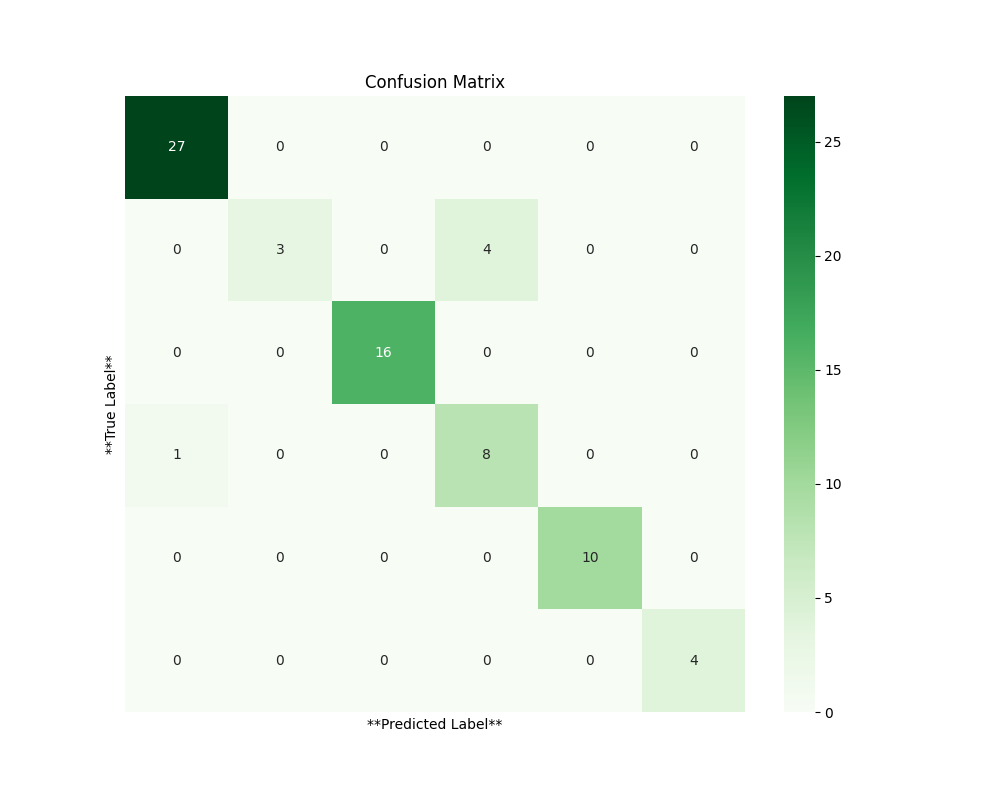 Confusion Matrix
27 0 0 0 0 0
0 3 0 4 0 0
0 0 16 0 0 0
1 0 0 8 0 0
0 0 0 0 10 0
0 0 0 0 0 4
**True Label**
**Predicted Label**
25
20
15
10
5
0